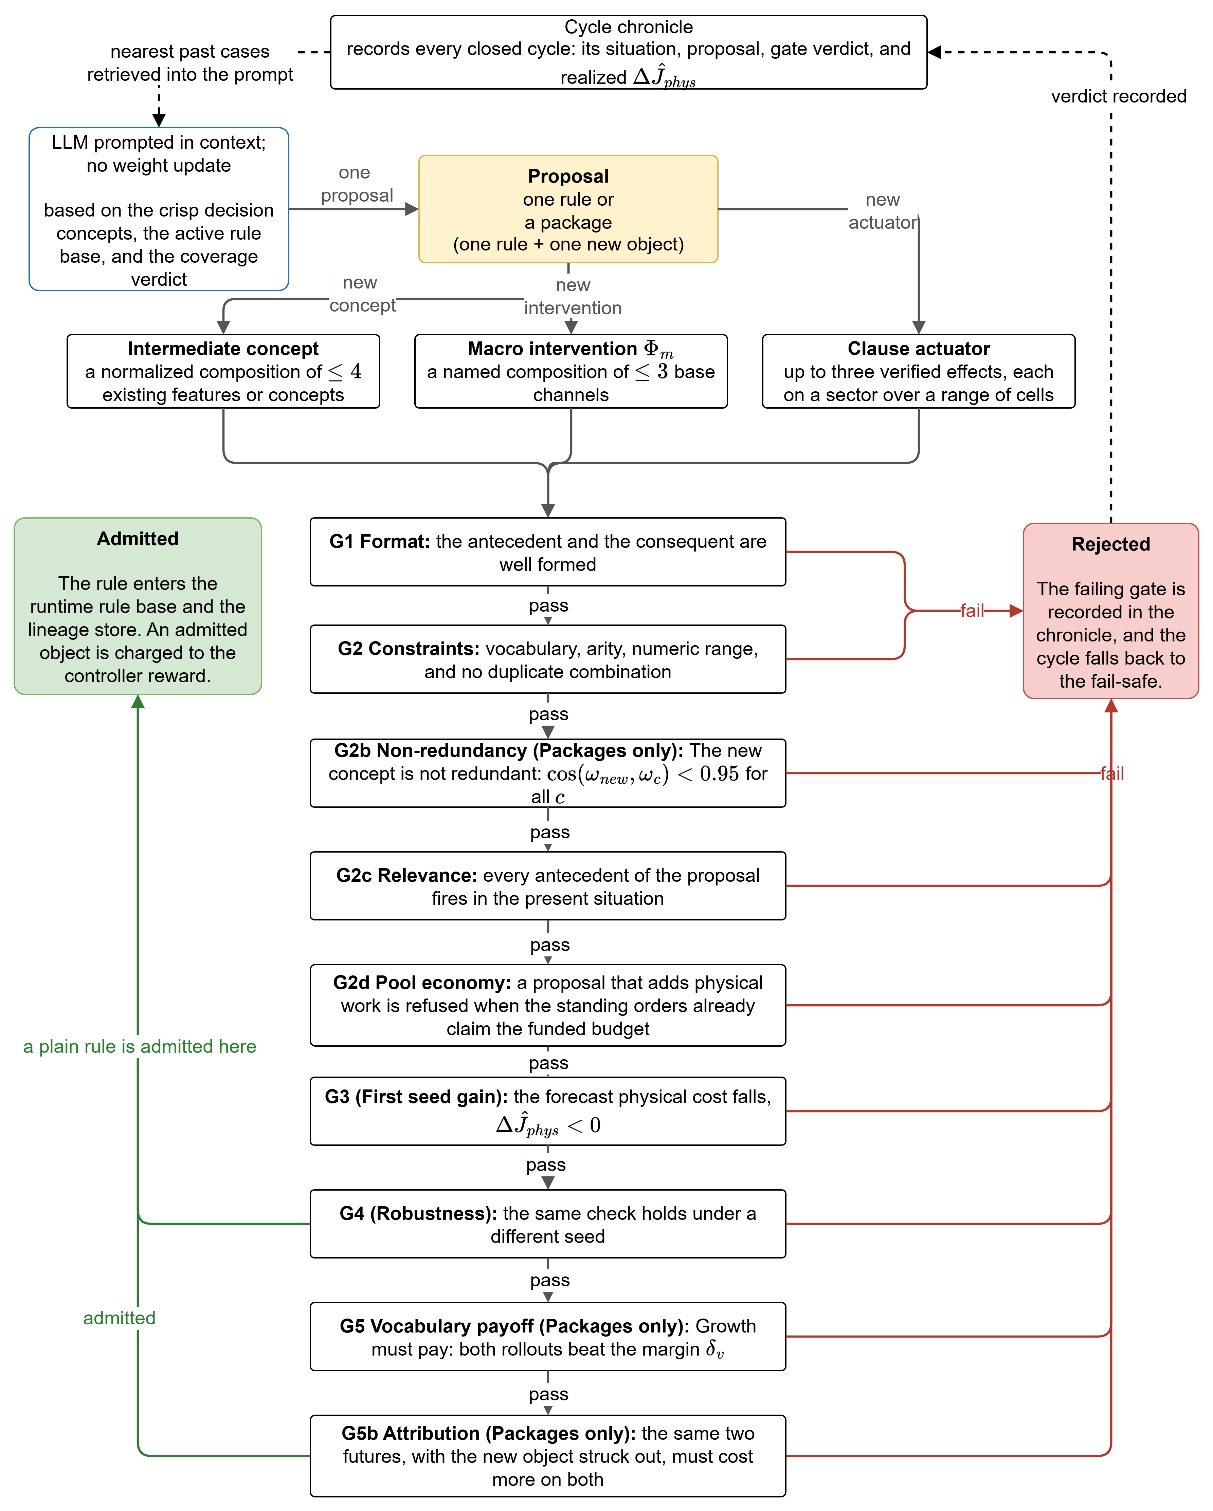 Cycle chronicle
records every closed cycle: its situation, proposal, gate verdict, and
realized ΔĴ_phys
nearest past cases
retrieved into the prompt
verdict recorded
LLM prompted in context;
no weight update
based on the crisp decision
concepts, the active rule
base, and the coverage
verdict
one
proposal
Proposal
one rule or
a package
(one rule + one new object)
new
actuator
new
concept
new
intervention
Intermediate concept
a normalized composition of ≤ 4
existing features or concepts
Macro intervention Φ_m
a named composition of ≤ 3 base
channels
Clause actuator
up to three verified effects, each
on a sector over a range of cells
Admitted
The rule enters the
runtime rule base and the
lineage store. An admitted
object is charged to the
controller reward.
G1 Format: the antecedent and the consequent are
well formed
pass
fail
Rejected
The failing gate is
recorded in the
chronicle, and the
cycle falls back to
the fail-safe.
G2 Constraints: vocabulary, arity, numeric range,
and no duplicate combination
pass
G2b Non-redundancy (Packages only): The new
concept is not redundant: cos(ω_new, ω_c) < 0.95 for
all c
fail
pass
G2c Relevance: every antecedent of the proposal
fires in the present situation
pass
G2d Pool economy: a proposal that adds physical
work is refused when the standing orders already
claim the funded budget
a plain rule is admitted here
pass
G3 (First seed gain): the forecast physical cost falls,
ΔĴ_phys < 0
pass
G4 (Robustness): the same check holds under a
different seed
pass
admitted
G5 Vocabulary payoff (Packages only): Growth
must pay: both rollouts beat the margin δ_v
pass
G5b Attribution (Packages only): the same two
futures, with the new object struck out, must cost
more on both